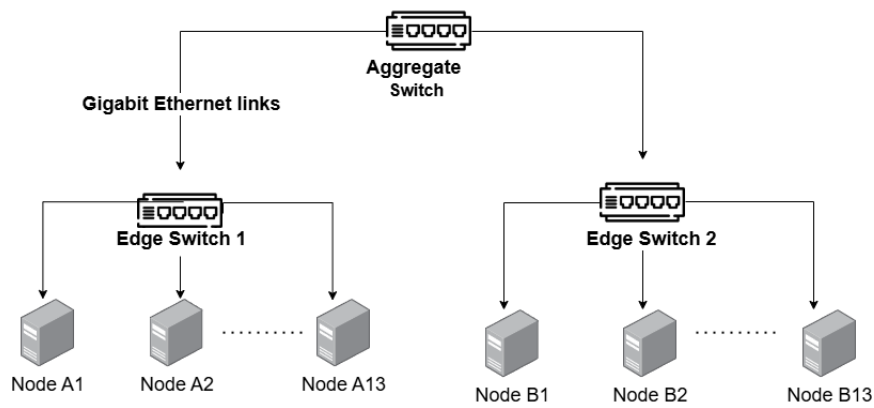 Aggregate
Switch
Gigabit Ethernet links
Edge Switch 1
Edge Switch 2
Node A1
Node A2
Node A13
Node B1
Node B2
Node B13